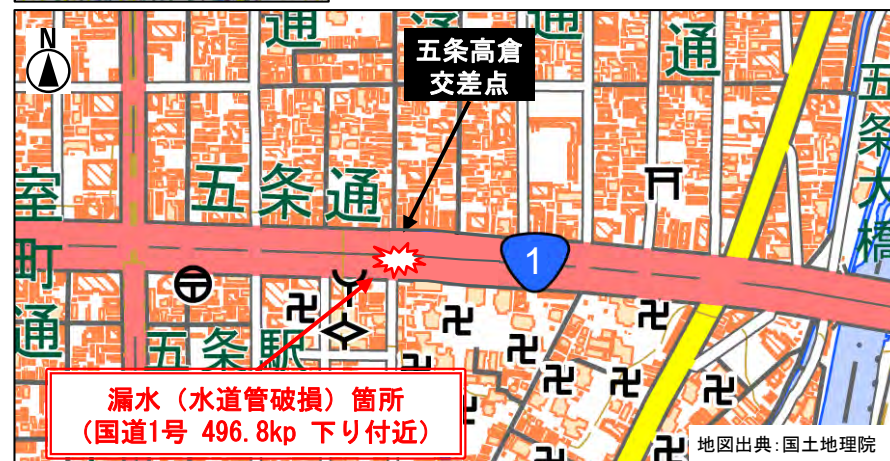 N
通
通
通
五条高倉
交差点
五条大橋
五条通
室町通
1
五条駅
漏水（水道管破損）箇所
(国道1号 496.8kp 下り付近)
地図出典:国土地理院